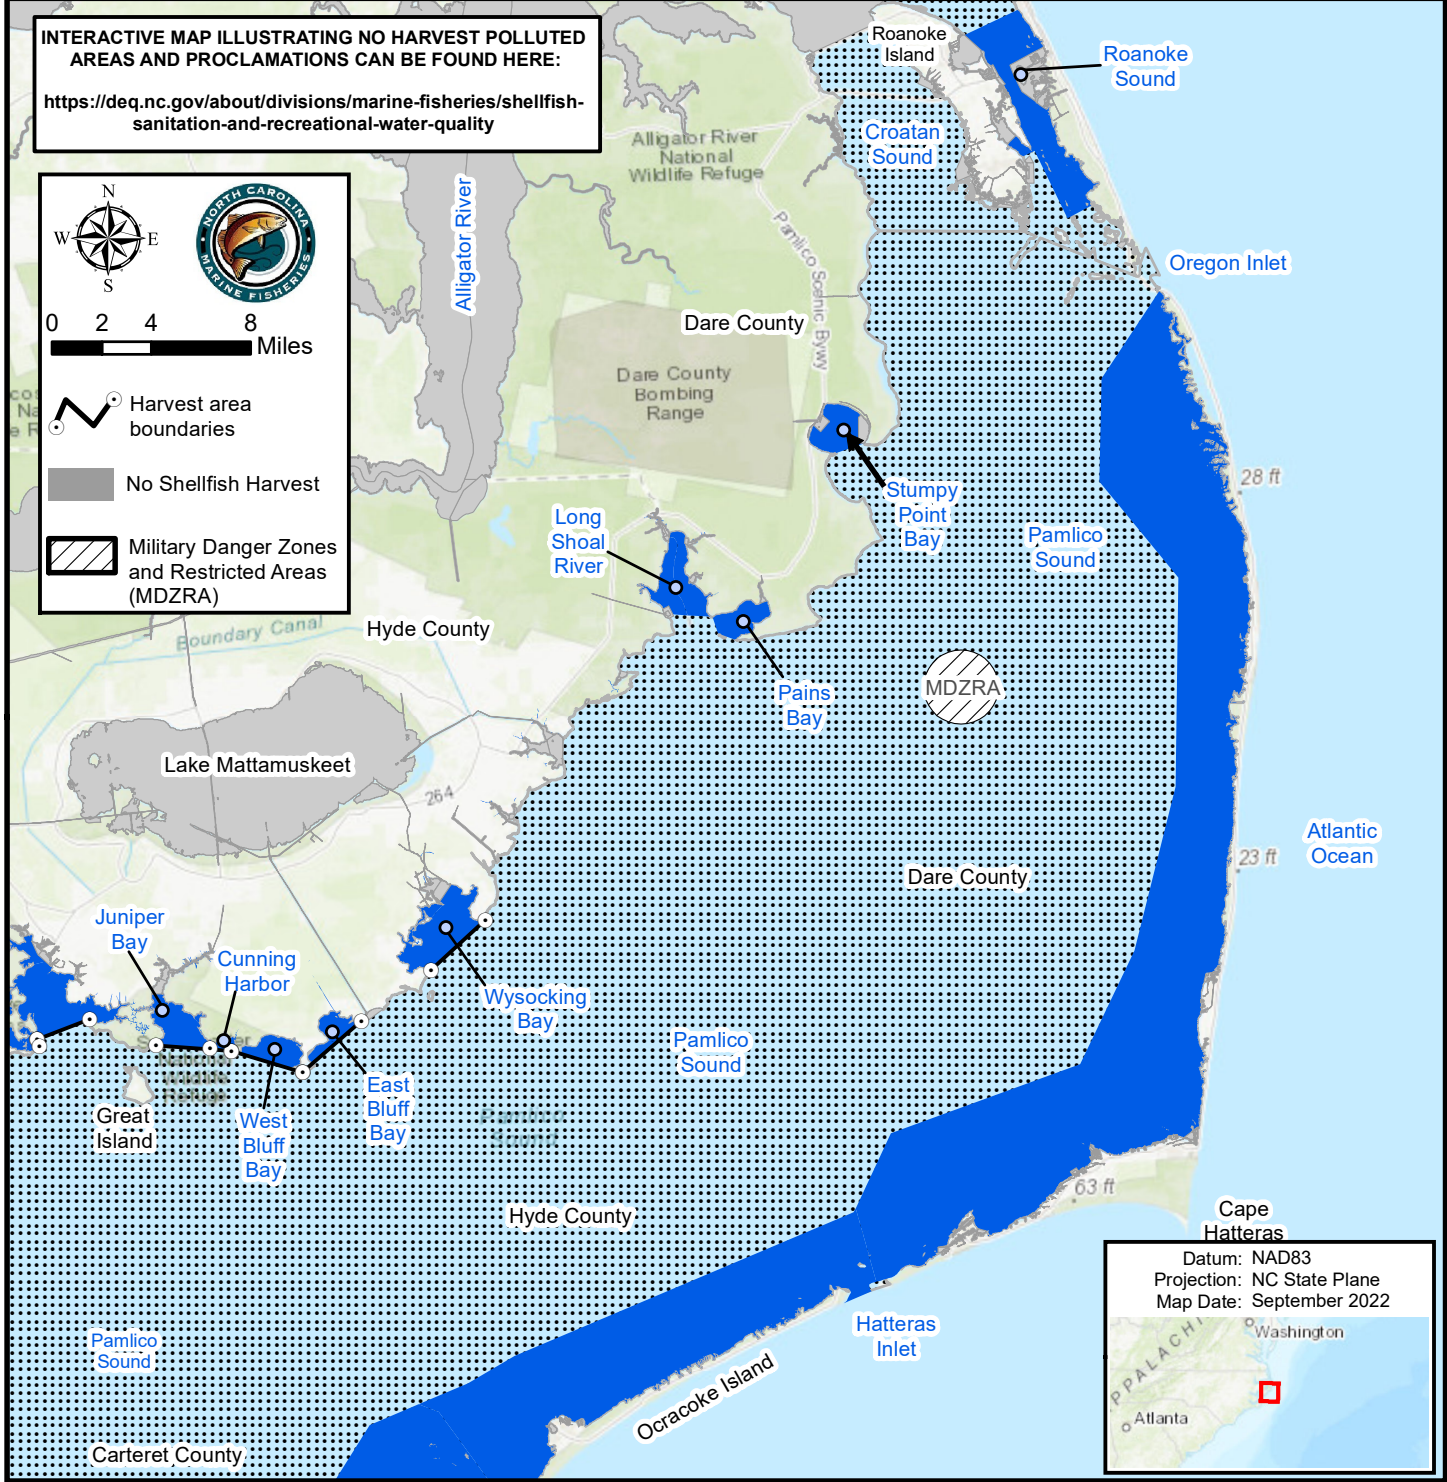 INTERACTIVE MAP ILLUSTRATING NO HARVEST POLLUTED
AREAS AND PROCLAMATIONS CAN BE FOUND HERE:
https://deq.nc.gov/about/divisions/marine-fisheries/shellfish-
sanitation-and-recreational-water-quality
N
W
E
S
NORTH CAROLINA
MARINE FISHERIES
0 2 4 8
Miles
Harvest area
boundaries
No Shellfish Harvest
Military Danger Zones
and Restricted Areas
(MDZRA)
Roanoke
Island
Roanoke
Sound
Croatan
Sound
Alligator River
National
Wildlife Refuge
Alligator River
Pamlico Scenic Bywy
Oregon Inlet
Dare County
Dare County
Bombing
Range
28 ft
Stumpy
Point
Bay
Long
Shoal
River
Pamlico
Sound
Boundary Canal
Hyde County
Pains
Bay
MDZRA
Lake Mattamuskeet
264
Atlantic
Ocean
23 ft
Dare County
Juniper
Bay
Cunning
Harbor
Wysocking
Bay
Pamlico
Sound
National
Wildlife
Refuge
Great
Island
West
Bluff
Bay
East
Bluff
Bay
Pamlico
Sound
63 ft
Hyde County
Cape
Hatteras
Hatteras
Inlet
Pamlico
Sound
Ocracoke Island
Carteret County
Datum: NAD83
Projection: NC State Plane
Map Date: September 2022
Washington
PPALACHI
Atlanta